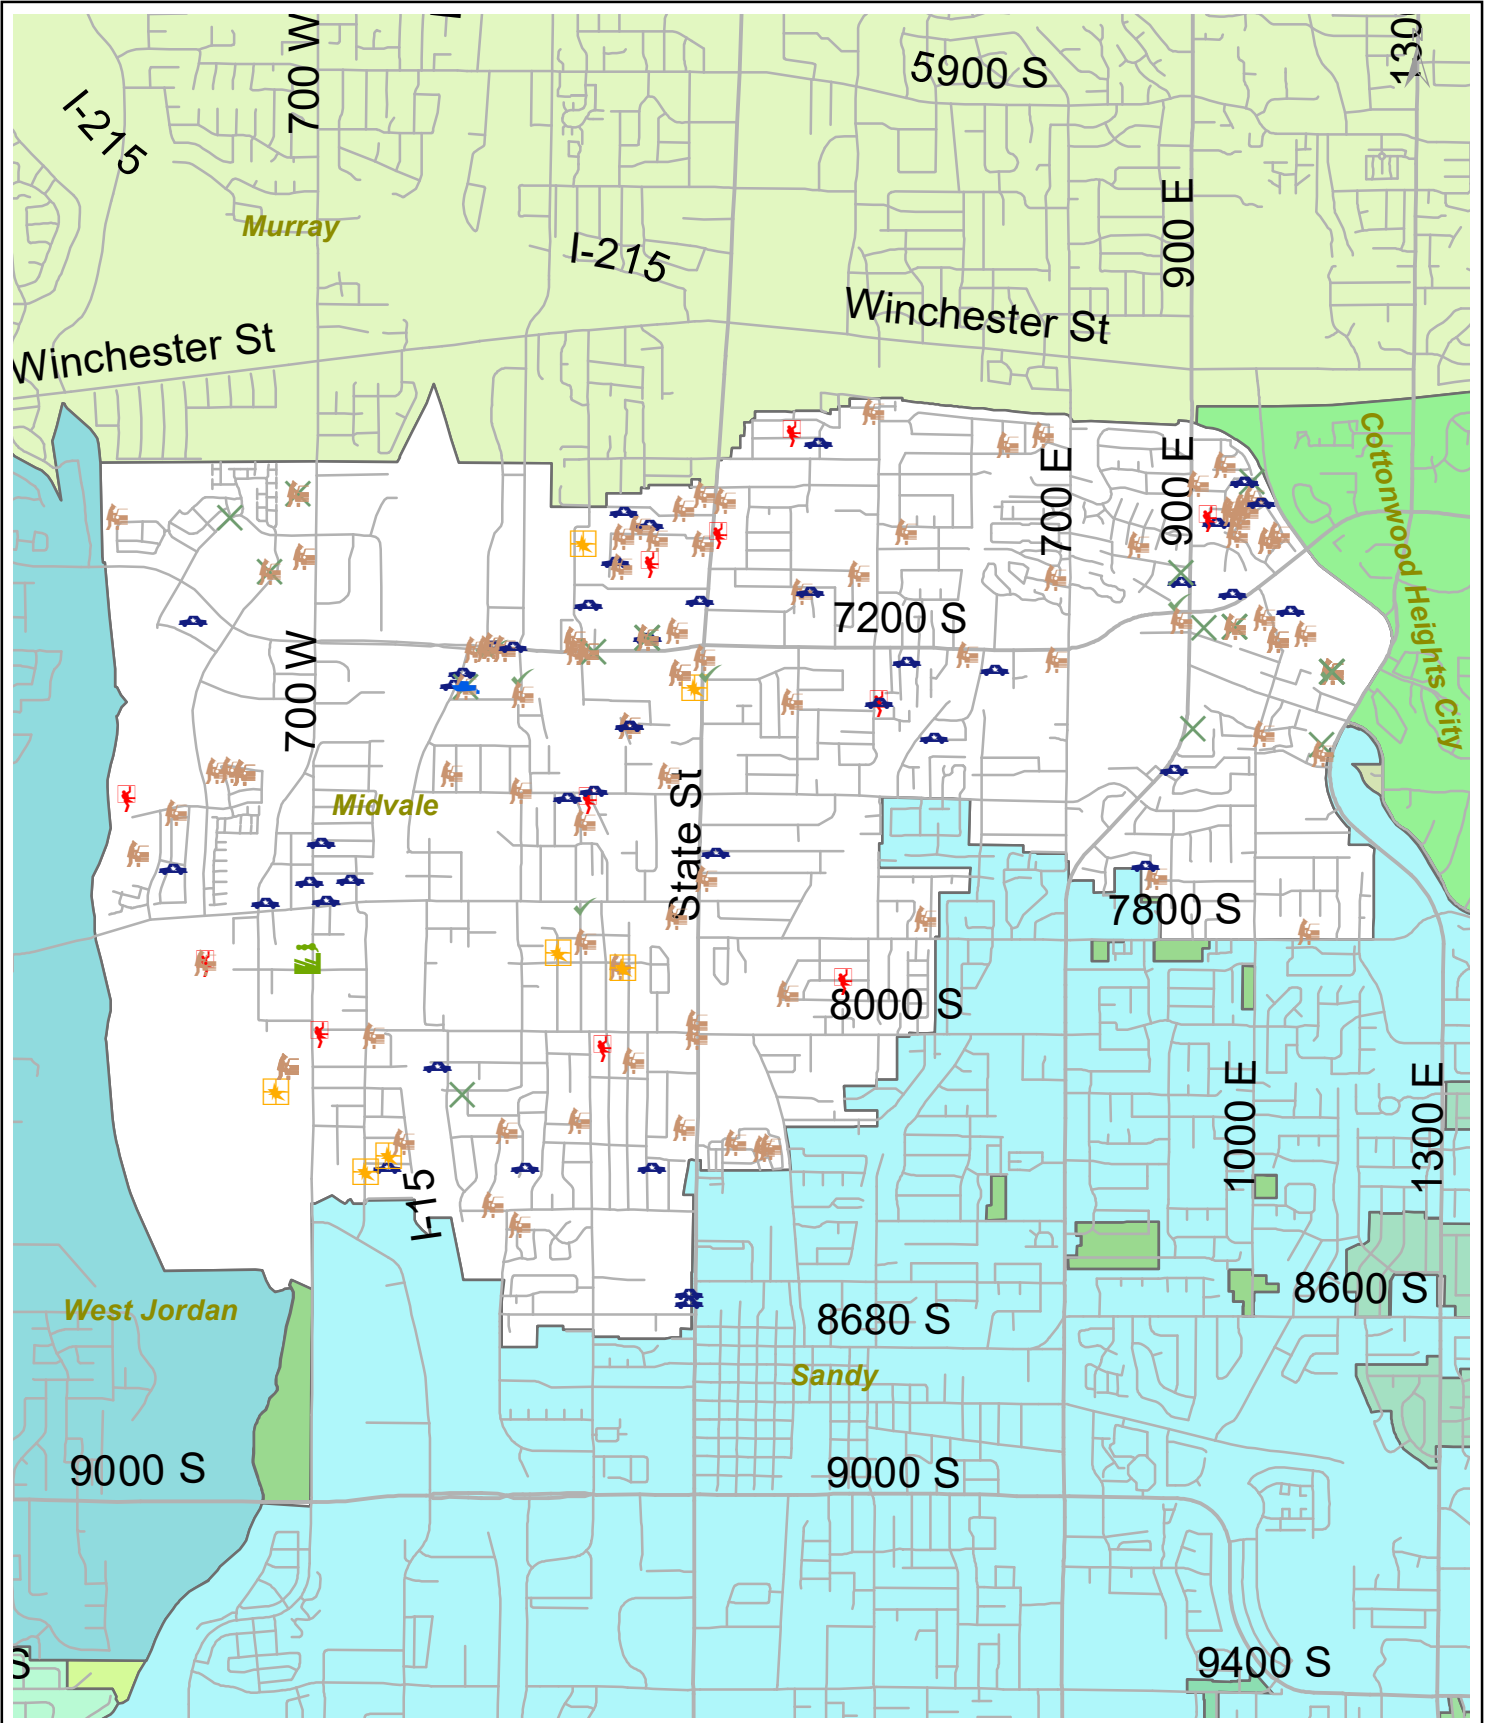 700 W
5900 S
130
I-215
900 E
Murray
I-215
Winchester St
Winchester St
Cottonwood Heights City
700 E
900 E
7200 S
700 W
Midvale
State St
7800 S
8000 S
1000 E
1300 E
I-15
8600 S
West Jordan
8680 S
Sandy
9000 S
9000 S
9400 S
S